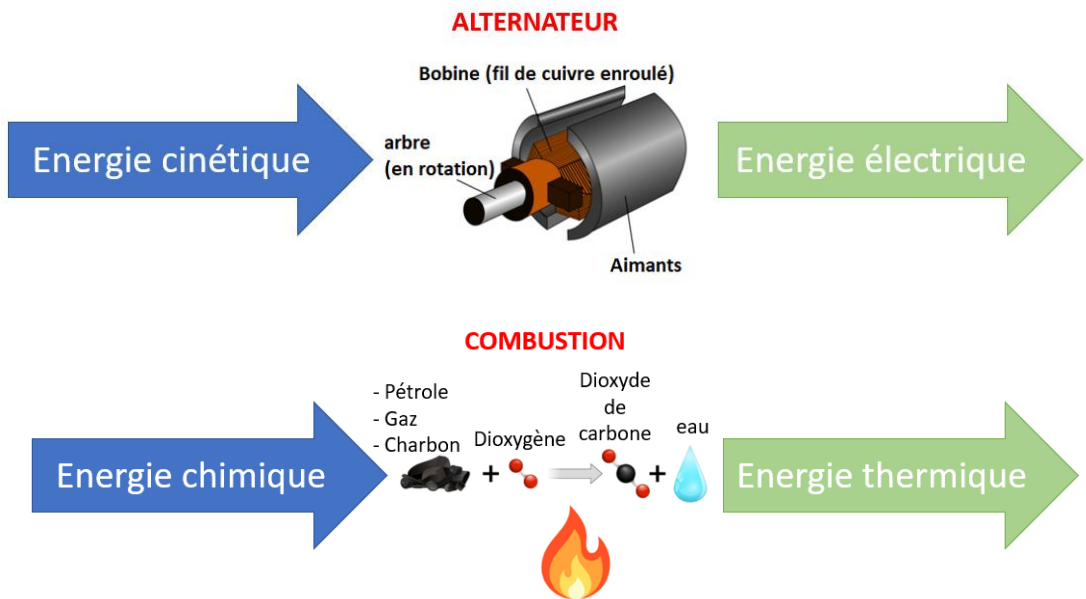 ALTERNATEUR
Bobine (fil de cuivre enroulé)
Energie cinétique
arbre
(en rotation)
Energie électrique
Aimants
COMBUSTION
- Pétrole
- Gaz
- Charbon
Dioxygène
Dioxyde
de
carbone
eau
Energie chimique
+
+
Energie thermique